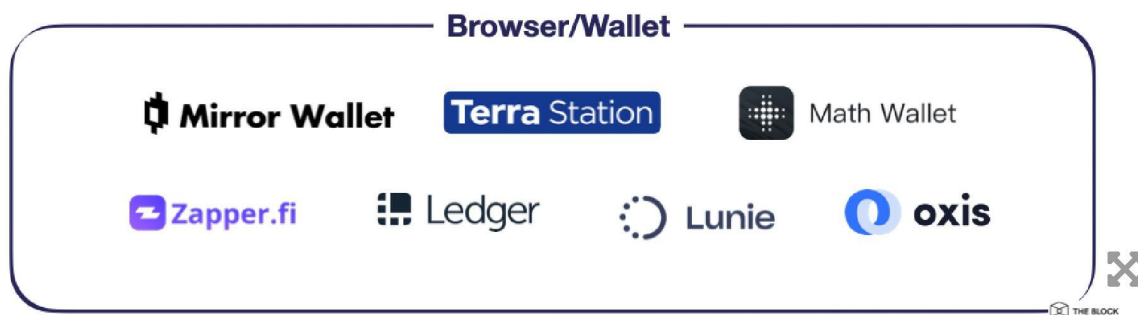 Browser/Wallet
Mirror Wallet
Terra Station
Math Wallet
Zapper.fi
Ledger
Lunie
oxis
THE BLOCK